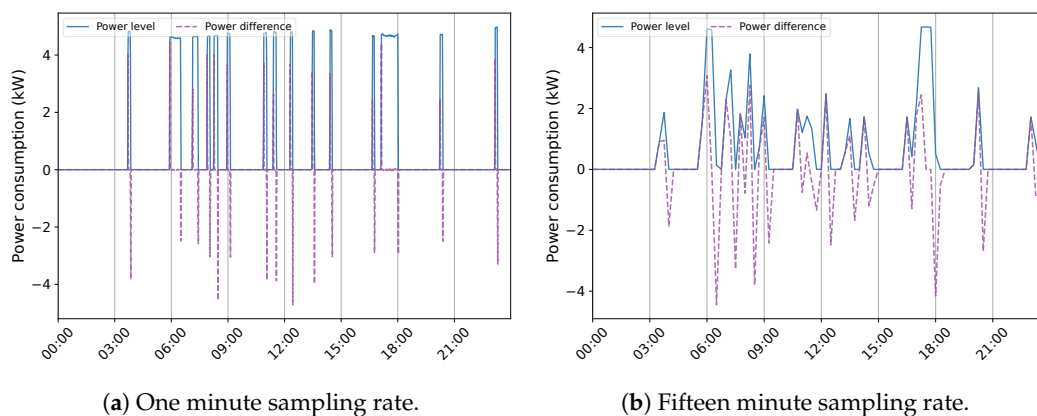 Power level Power difference
Power consumption (kW)
4
2
0
−2
−4
00:00 03:00 06:00 09:00 12:00 15:00 18:00 21:00
(a) One minute sampling rate.
Power level Power difference
Power consumption (kW)
4
2
0
−2
−4
00:00 03:00 06:00 09:00 12:00 15:00 18:00 21:00
(b) Fifteen minute sampling rate.